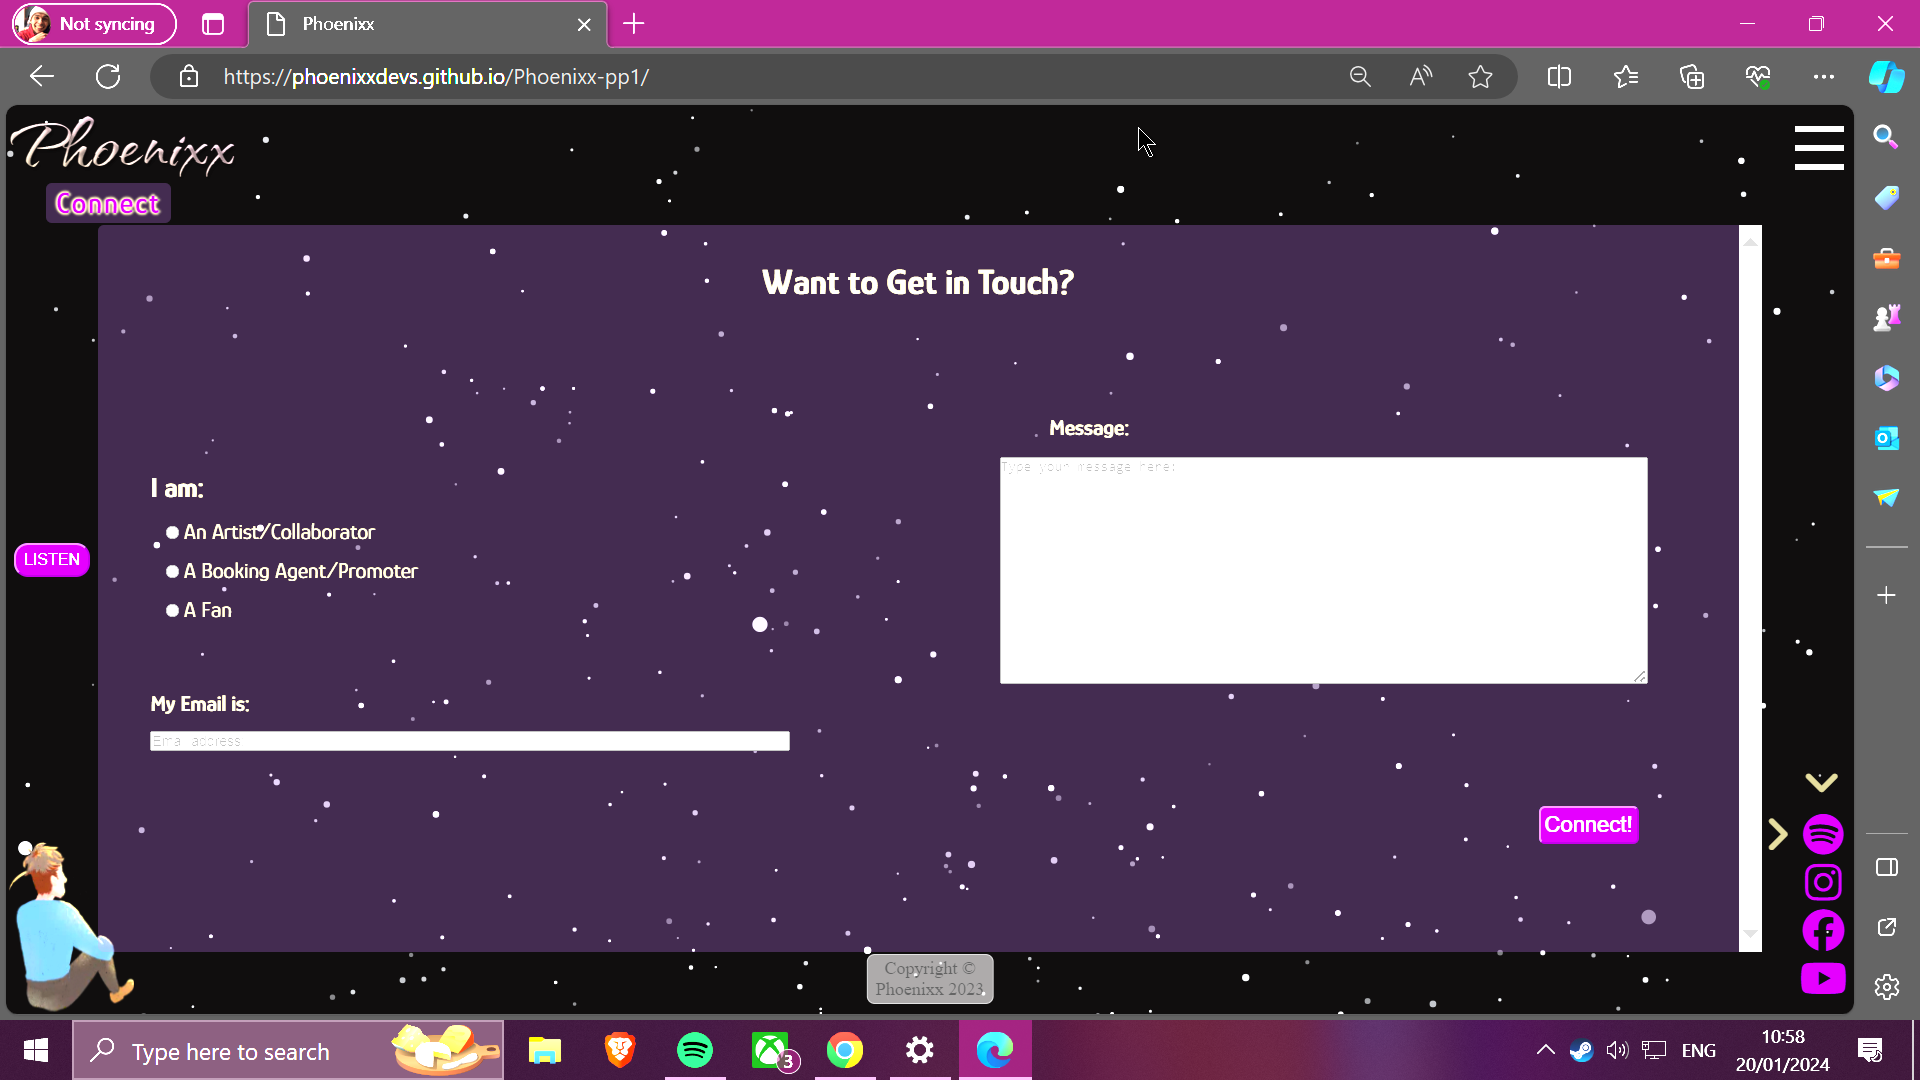 Not syncing
Phoenixx
https://phoenixxdevs.github.io/Phoenixx-pp1/
Phoenixx
Connect
Want to Get in Touch?
Message:
Type your message here:
I am:
An Artist/Collaborator
A Booking Agent/Promoter
A Fan
LISTEN
My Email is:
Email address
Connect!
Copyright ©
Phoenixx 2023
Type here to search
3
ENG
10:58
20/01/2024